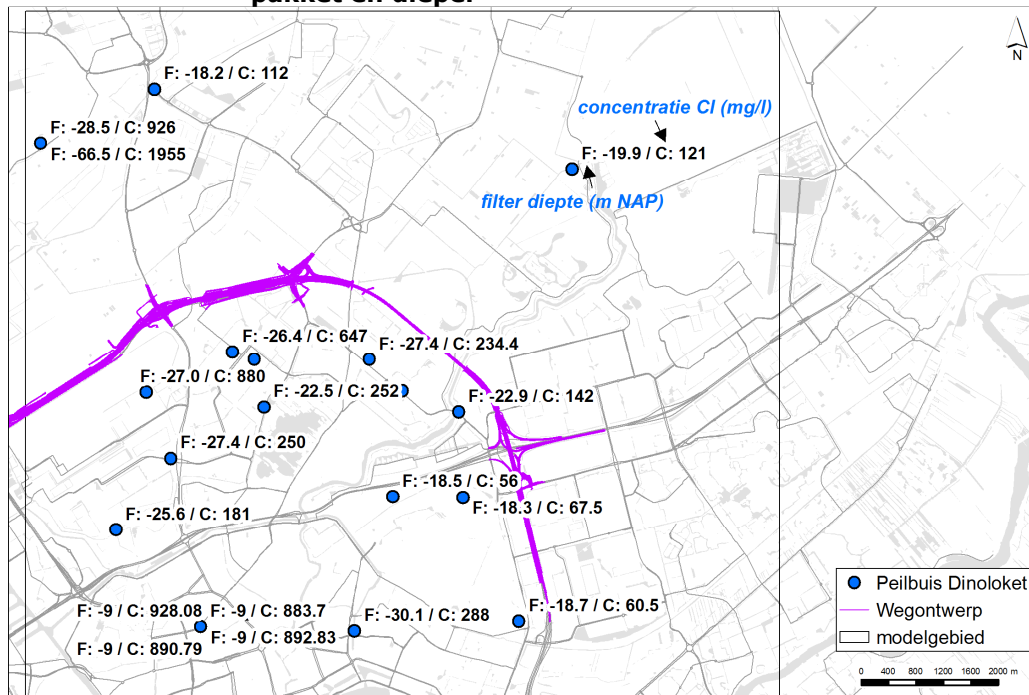 pakket en dieper
N
F: -18.2 / C: 112
concentratie Cl (mg/l)
F: -28.5 / C: 926
F: -66.5 / C: 1955
F: -19.9 / C: 121
filter diepte (m NAP)
F: -26.4 / C: 647
F: -27.4 / C: 234.4
F: -27.0 / C: 880
F: -22.5 / C: 252
F: -22.9 / C: 142
F: -27.4 / C: 250
F: -18.5 / C: 56
F: -18.3 / C: 67.5
F: -25.6 / C: 181
F: -9 / C: 928.08 F: -9 / C: 883.7
F: -30.1 / C: 288
F: -18.7 / C: 60.5
F: -9 / C: 892.83
F: -9 / C: 890.79
Peilbuis Dinoloket
Wegontwerp
modelgebied
0 400 800 1200 1600 2000 m